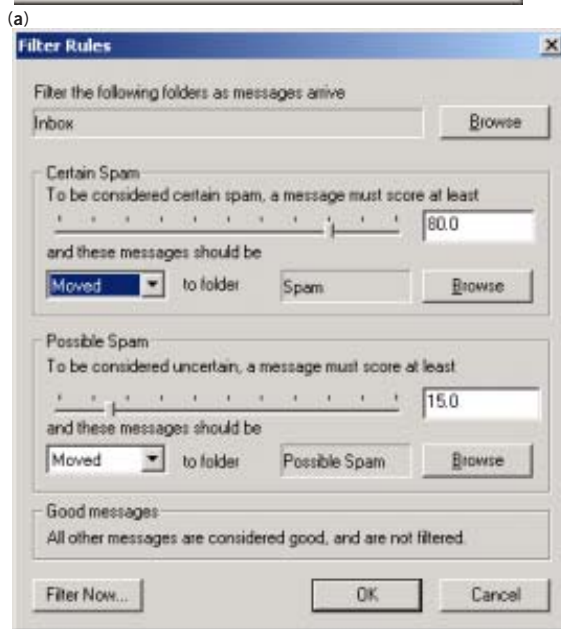 (a)
Filter Rules
Filter the following folders as messages arrive
Inbox
Browse
Certain Spam
To be considered certain spam, a message must score at least
80.0
and these messages should be
Moved to folder Spam Browse
Possible Spam
To be considered uncertain, a message must score at least
15.0
and these messages should be
Moved to folder Possible Spam Browse
Good messages
All other messages are considered good, and are not filtered.
Filter Now... OK Cancel